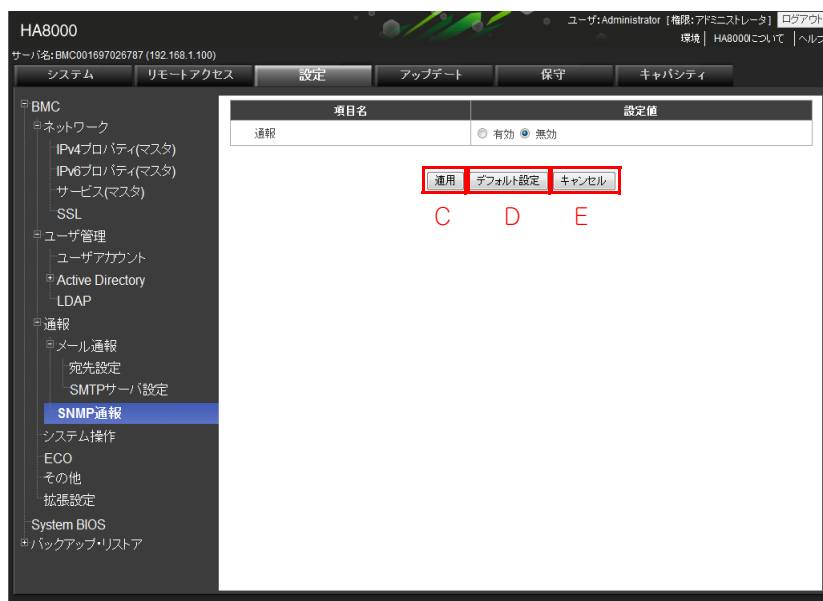 HA8000
ユーザ:Administrator [権限:アドミニストレータ] ログアウト
環境 HA8000について ヘルプ
サーバ名:BMC001697026787 (192.168.1.100)
システム リモートアクセス 設定 アップデート 保守 キャパシティ
BMC
ネットワーク
IPv4プロパティ(マスタ)
IPv6プロパティ(マスタ)
サービス(マスタ)
SSL
ユーザ管理
ユーザアカウント
Active Directory
LDAP
通報
メール通報
宛先設定
SMTPサーバ設定
SNMP通報
システム操作
ECO
その他
拡張設定
System BIOS
バックアップ・リストア
項目名 設定値
通報 有効 無効
適用 デフォルト設定 キャンセル
C D E